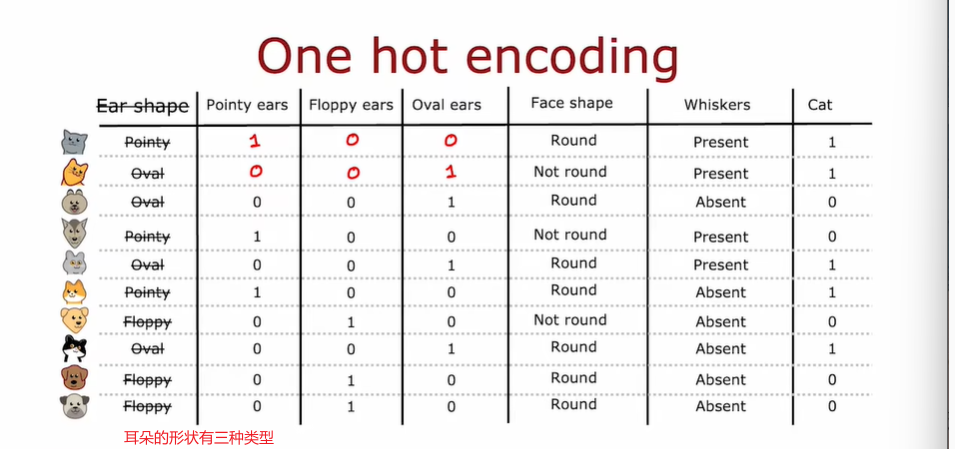 One hot encoding
Ear shape Pointy ears Floppy ears Oval ears Face shape Whiskers Cat
Pointy 1 0 0 Round Present 1
Oval 0 0 1 Not round Present 1
Oval 0 0 1 Round Absent 0
Pointy 1 0 0 Not round Present 0
Oval 0 0 1 Round Present 1
Pointy 1 0 0 Round Absent 1
Floppy 0 1 0 Not round Absent 0
Oval 0 0 1 Round Absent 1
Floppy 0 1 0 Round Absent 0
Floppy 0 1 0 Round Absent 0
耳朵的形状有三种类型